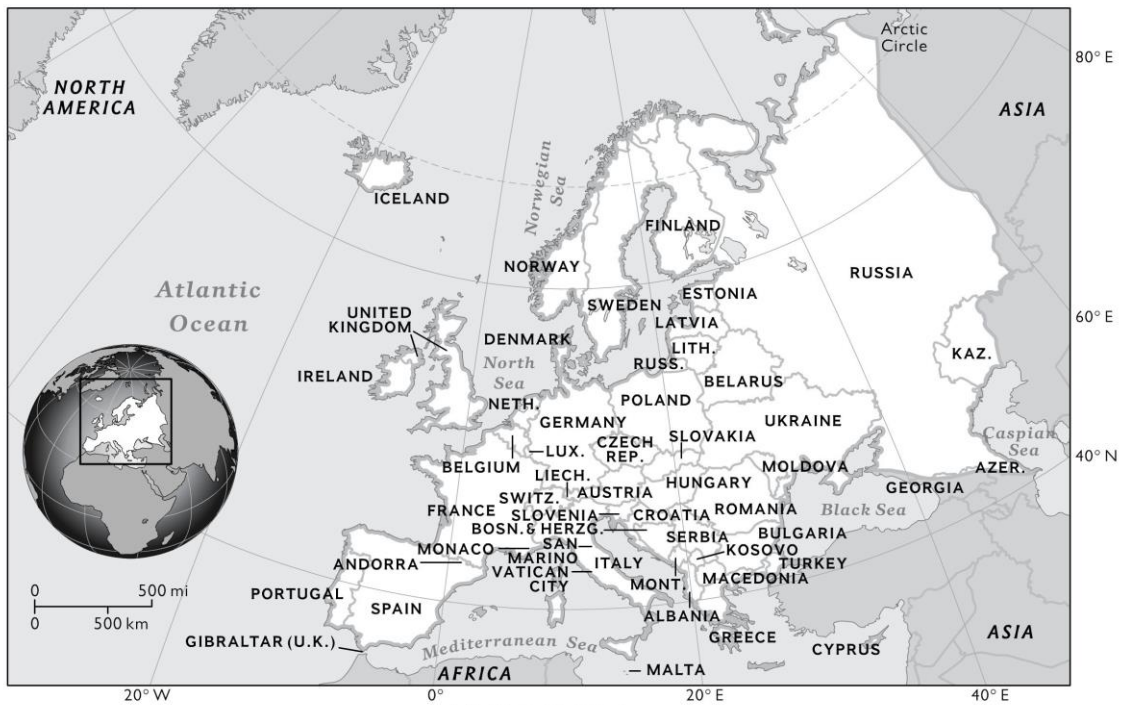 Arctic
Circle
80° E
NORTH
AMERICA
ASIA
ICELAND
Norwegian
Sea
FINLAND
NORWAY
RUSSIA
Atlantic
Ocean
ESTONIA
SWEDEN
UNITED
KINGDOM
LATVIA
60° E
DENMARK
LITH.
KAZ.
North
Sea
RUSS.
IRELAND
BELARUS
NETH.
POLAND
GERMANY
UKRAINE
CZECH
REP.
SLOVAKIA
Caspian
Sea
LUX.
BELGIUM
MOLDOVA
AZER.
40° N
LIECH.
HUNGARY
GEORGIA
SWITZ.
AUSTRIA
FRANCE
SLOVENIA
CROATIA
ROMANIA
Black Sea
BOSN. & HERZG.
SERBIA
BULGARIA
MONACO
SAN
MARINO
KOSOVO
ANDORRA
ITALY
TURKEY
VATICAN
CITY
MONT.
MACEDONIA
0 500 mi
0 500 km
PORTUGAL
SPAIN
ALBANIA
GREECE
ASIA
GIBRALTAR (U.K.)
Mediterranean Sea
CYPRUS
AFRICA
MALTA
20° W
0°
20° E
40° E